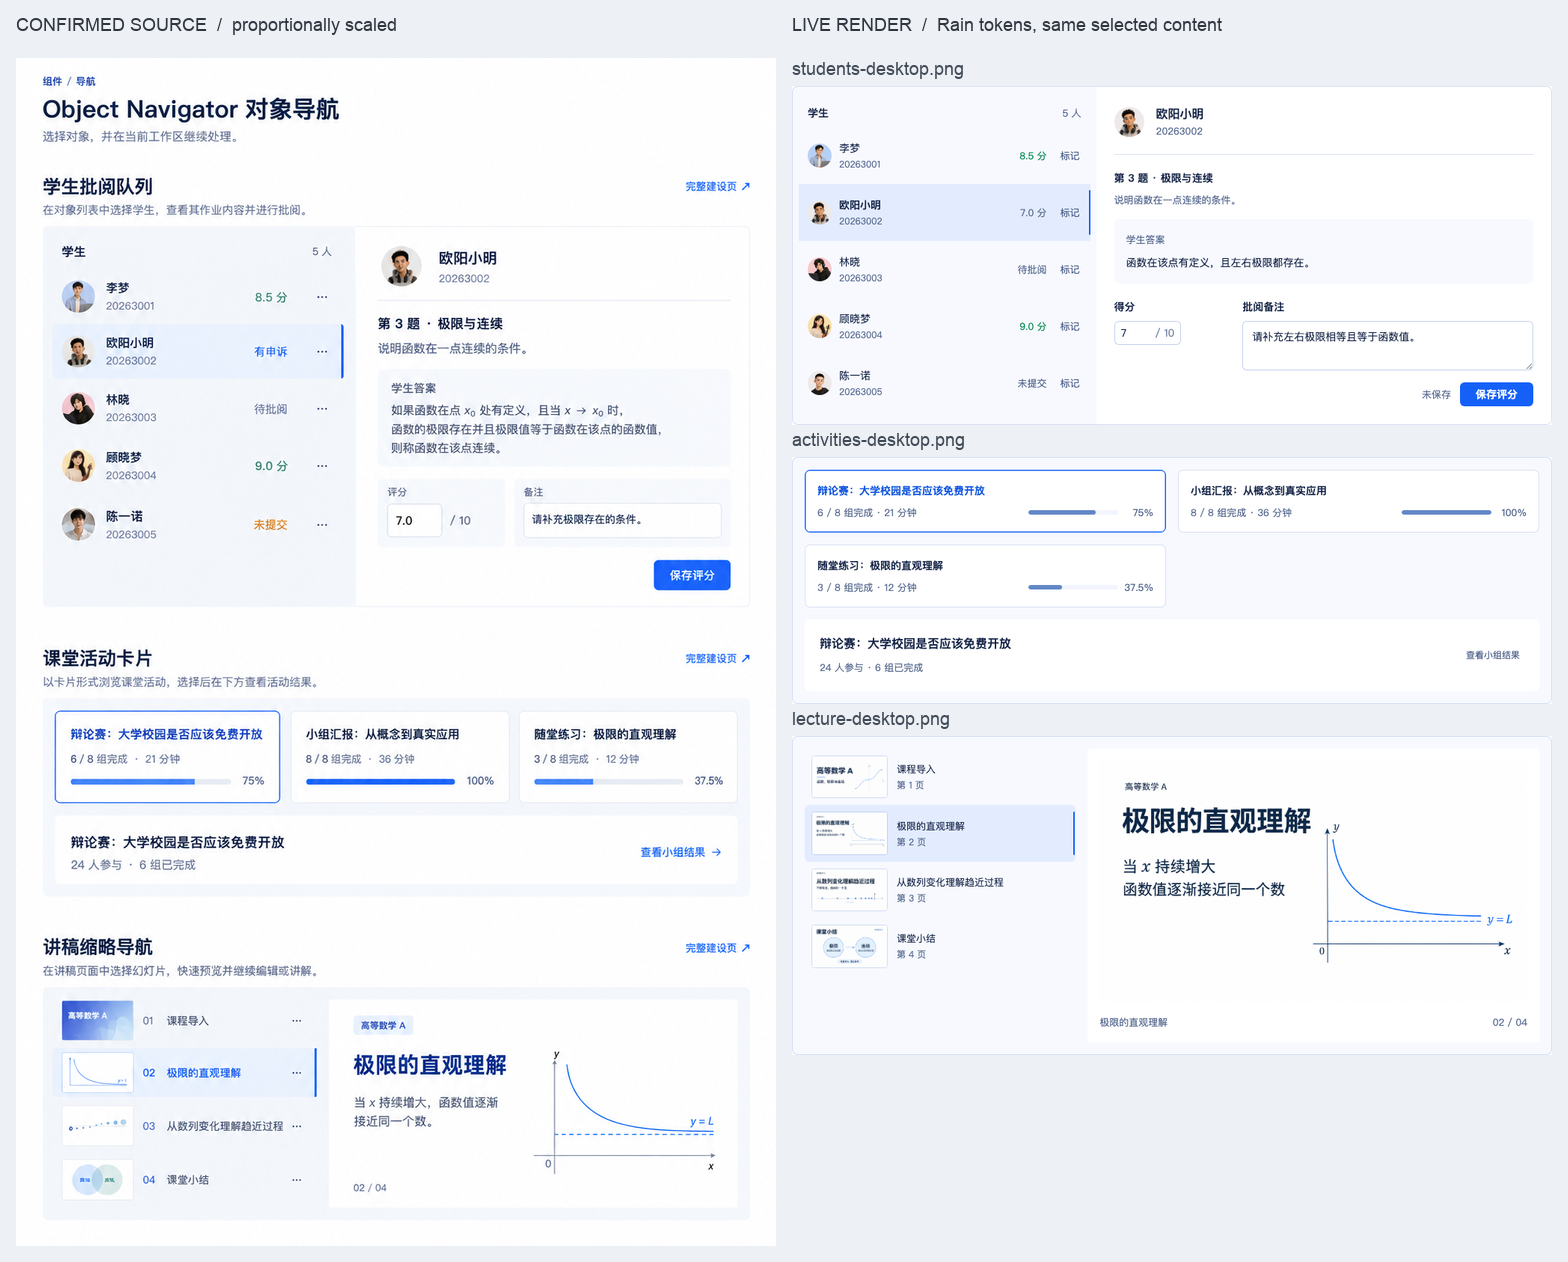 CONFIRMED SOURCE / proportionally scaled
组件 / 导航
Object Navigator 对象导航
选择对象，并在当前工作区继续处理。
学生批阅队列
完整建设页 ↗
在对象列表中选择学生，查看其作业内容并进行批阅。
学生
5 人
李梦
20263001
8.5 分
...
欧阳小明
20263002
有申诉
...
林晓
20263003
待批阅
...
顾晓梦
20263004
9.0 分
...
陈一诺
20263005
未提交
...
欧阳小明
20263002
第 3 题 · 极限与连续
说明函数在一点连续的条件。
学生答案
如果函数在点 x₀ 处有定义，且当 x → x₀ 时，
函数的极限存在并且极限值等于函数在该点的函数值，
则称函数在该点连续。
评分
7.0 / 10
备注
请补充极限存在的条件。
保存评分
课堂活动卡片
完整建设页 ↗
以卡片形式浏览课堂活动，选择后在下方查看活动结果。
辩论赛：大学校园是否应该免费开放
6 / 8 组完成 · 21 分钟
75%
小组汇报：从概念到真实应用
8 / 8 组完成 · 36 分钟
100%
随堂练习：极限的直观理解
3 / 8 组完成 · 12 分钟
37.5%
辩论赛：大学校园是否应该免费开放
24 人参与 · 6 组已完成
查看小组结果 →
讲稿缩略导航
完整建设页 ↗
在讲稿页面中选择幻灯片，快速预览并继续编辑或讲解。
高等数学 A
01 课程导入 ...
02 极限的直观理解 ...
03 从数列变化理解趋近过程 ...
04 课堂小结 ...
高等数学 A
极限的直观理解
当 x 持续增大，函数值逐渐
接近同一个数。
y
y = L
0
x
02 / 04
LIVE RENDER / Rain tokens, same selected content
students-desktop.png
学生
5 人
李梦
20263001
8.5 分 标记
欧阳小明
20263002
7.0 分 标记
林晓
20263003
待批阅 标记
顾晓梦
20263004
9.0 分 标记
陈一诺
20263005
未提交 标记
欧阳小明
20263002
第 3 题 · 极限与连续
说明函数在一点连续的条件。
学生答案
函数在该点有定义，且左右极限都存在。
得分
7 / 10
批阅备注
请补充左右极限相等且等于函数值。
未保存
保存评分
activities-desktop.png
辩论赛：大学校园是否应该免费开放
6 / 8 组完成 · 21 分钟
75%
小组汇报：从概念到真实应用
8 / 8 组完成 · 36 分钟
100%
随堂练习：极限的直观理解
3 / 8 组完成 · 12 分钟
37.5%
辩论赛：大学校园是否应该免费开放
24 人参与 · 6 组已完成
查看小组结果
lecture-desktop.png
高等数学 A
课程导入
第 1 页
极限的直观理解
极限的直观理解
第 2 页
从数列变化理解趋近过程
从数列变化理解趋近过程
第 3 页
课堂小结
课堂小结
第 4 页
高等数学 A
极限的直观理解
当 x 持续增大
函数值逐渐接近同一个数
y
y = L
0
x
极限的直观理解
02 / 04